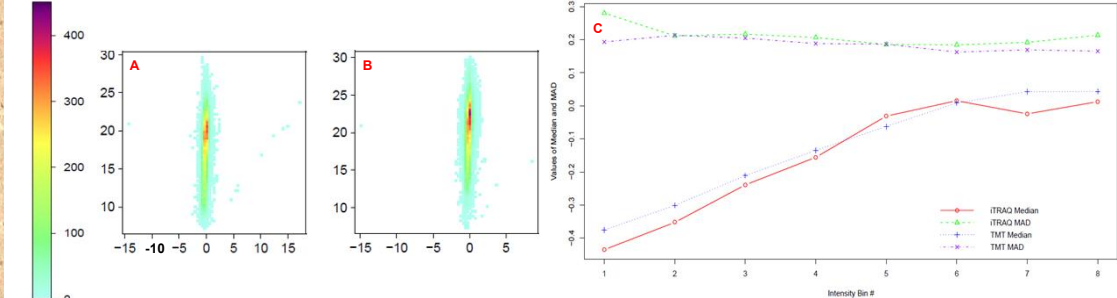 400
300
200
100
0
A
30
25
20
15
10
−15 -10 −5 0 5 10 15
B
30
25
20
15
10
−15 −10 −5 0 5
C
Values of Median and MAD
0.3
0.2
0.1
0.0
-0.1
-0.2
-0.3
-0.4
iTRAQ Median
iTRAQ MAD
TMT Median
TMT MAD
1 2 3 4 5 6 7 8
Intensity Bin #